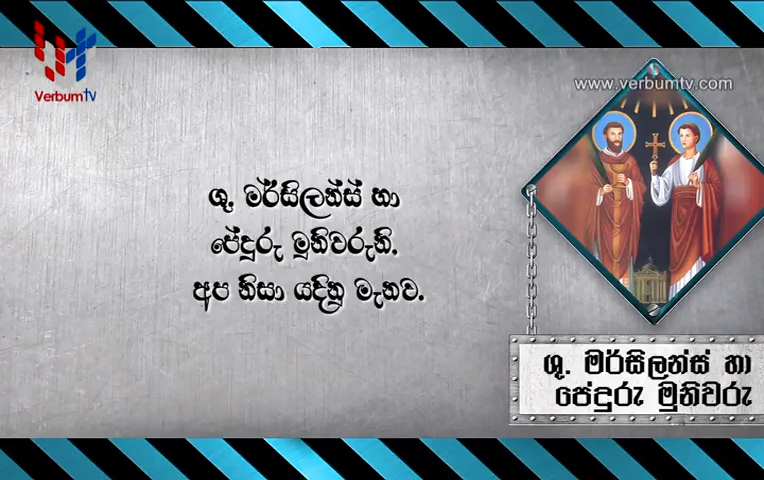 VerbumTV
www.verbumtv.com
ශු. මර්සිලන්ස් හා
පේදුරු මුනිවරුනි.
අප නිසා යදිනු මැනව.
ශු. මර්සිලන්ස් හා
පේදුරු මුනිවරු